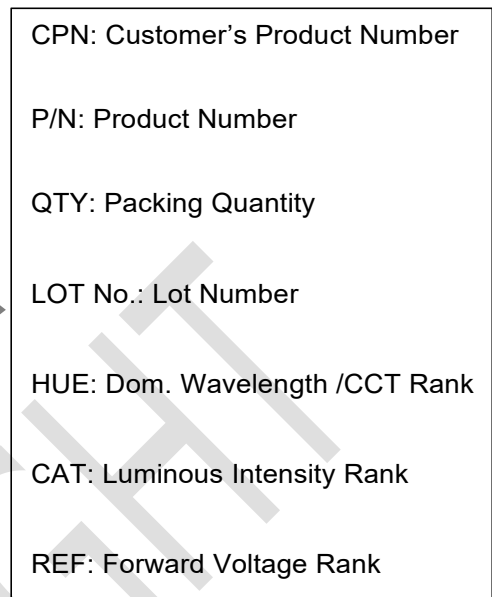 CPN: Customer’s Product Number
P/N: Product Number
QTY: Packing Quantity
LOT No.: Lot Number
HUE: Dom. Wavelength /CCT Rank
CAT: Luminous Intensity Rank
REF: Forward Voltage Rank